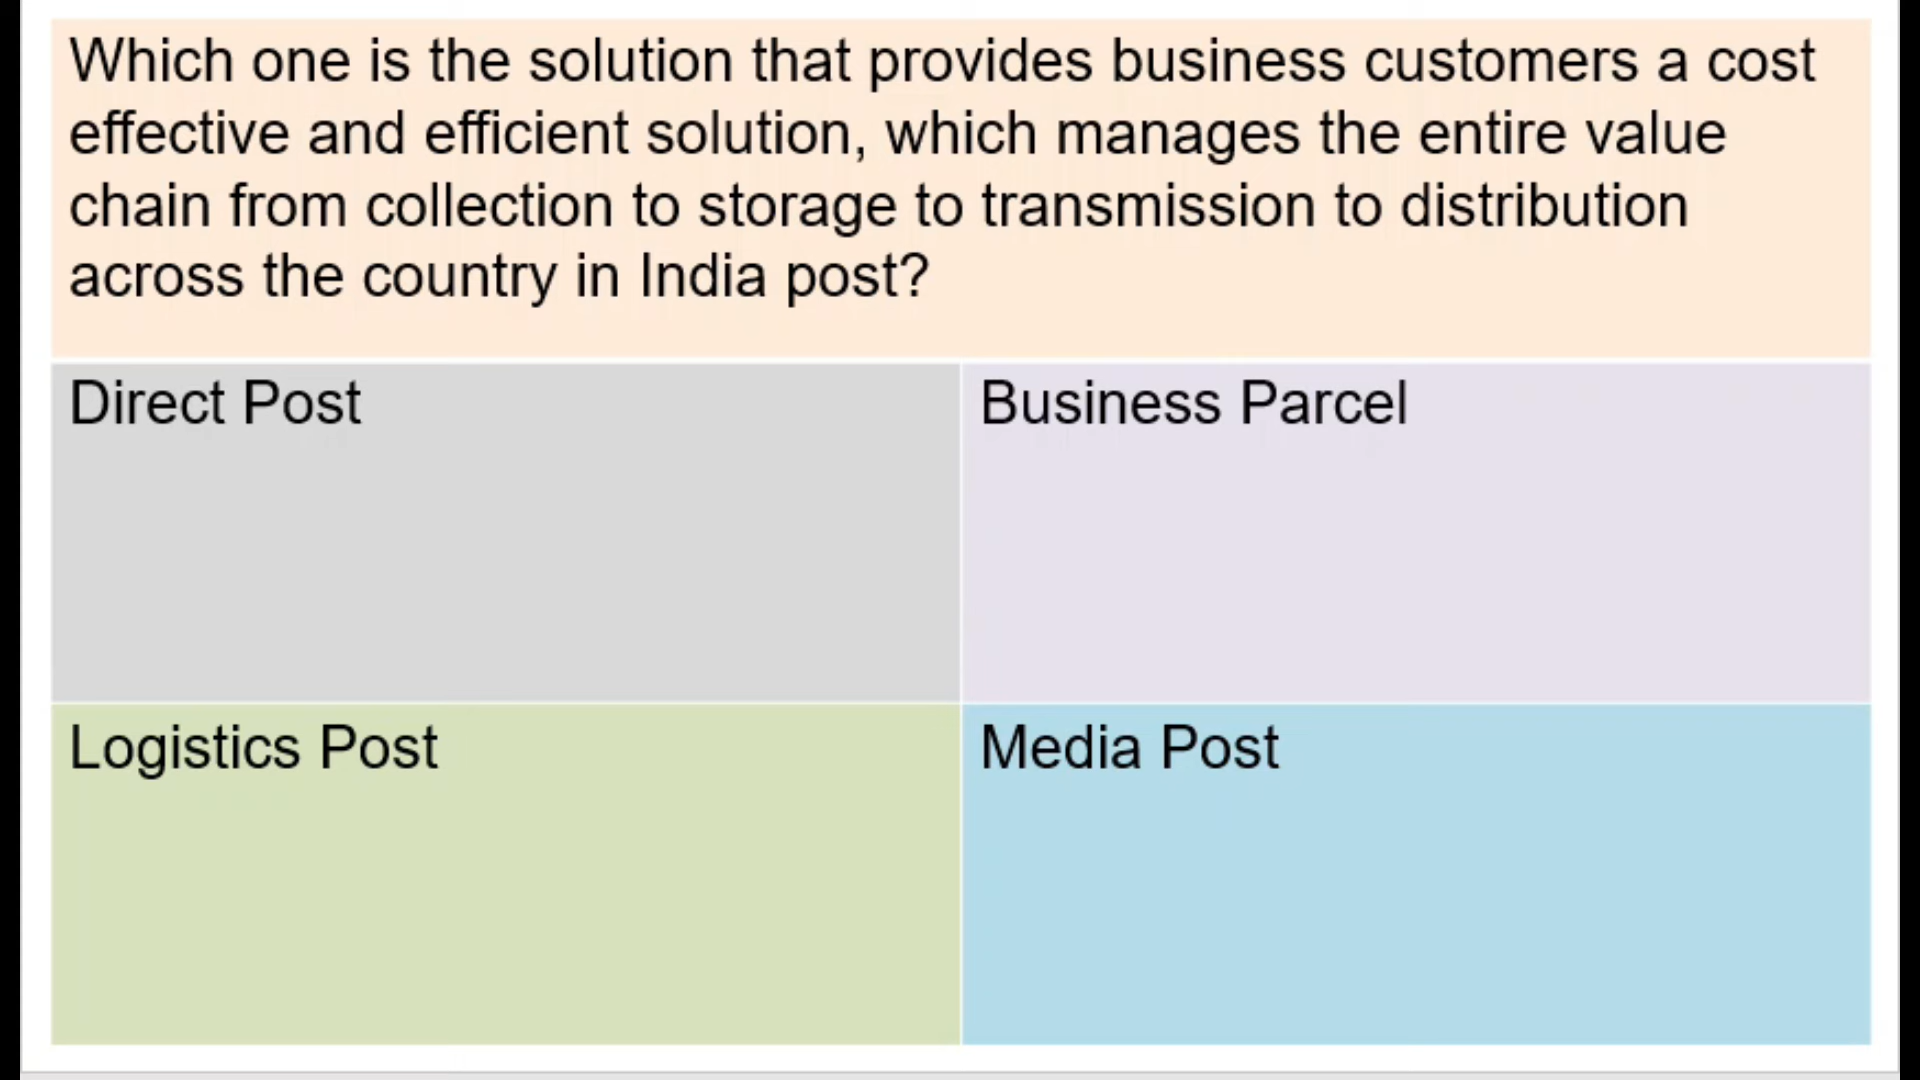 Which one is the solution that provides business customers a cost
effective and efficient solution, which manages the entire value
chain from collection to storage to transmission to distribution
across the country in India post?
Direct Post
Business Parcel
Logistics Post
Media Post